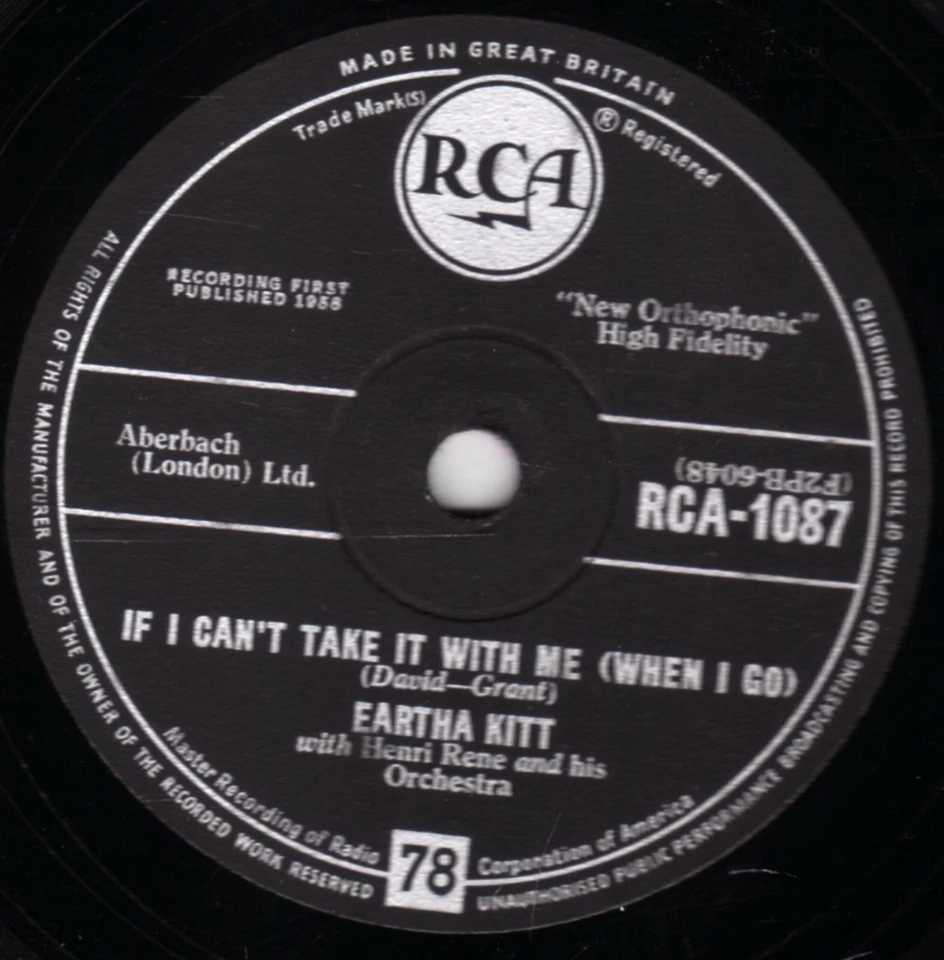 MADE IN GREAT BRITAIN
Trade Mark(S)
RCA
® Registered
RECORDING FIRST
PUBLISHED 1958
"New Orthophonic"
High Fidelity
Aberbach
(London) Ltd.
(F2PB-6048)
RCA-1087
IF I CAN'T TAKE IT WITH ME (WHEN I GO)
(David—Grant)
EARTHA KITT
with Henri Rene and his
Orchestra
Master Recording of Radio
78
Corporation of America
ALL RIGHTS OF THE MANUFACTURER AND OF THE OWNER OF THE RECORDED WORK RESERVED
UNAUTHORISED PUBLIC PERFORMANCE BROADCASTING AND COPYING OF THIS RECORD PROHIBITED